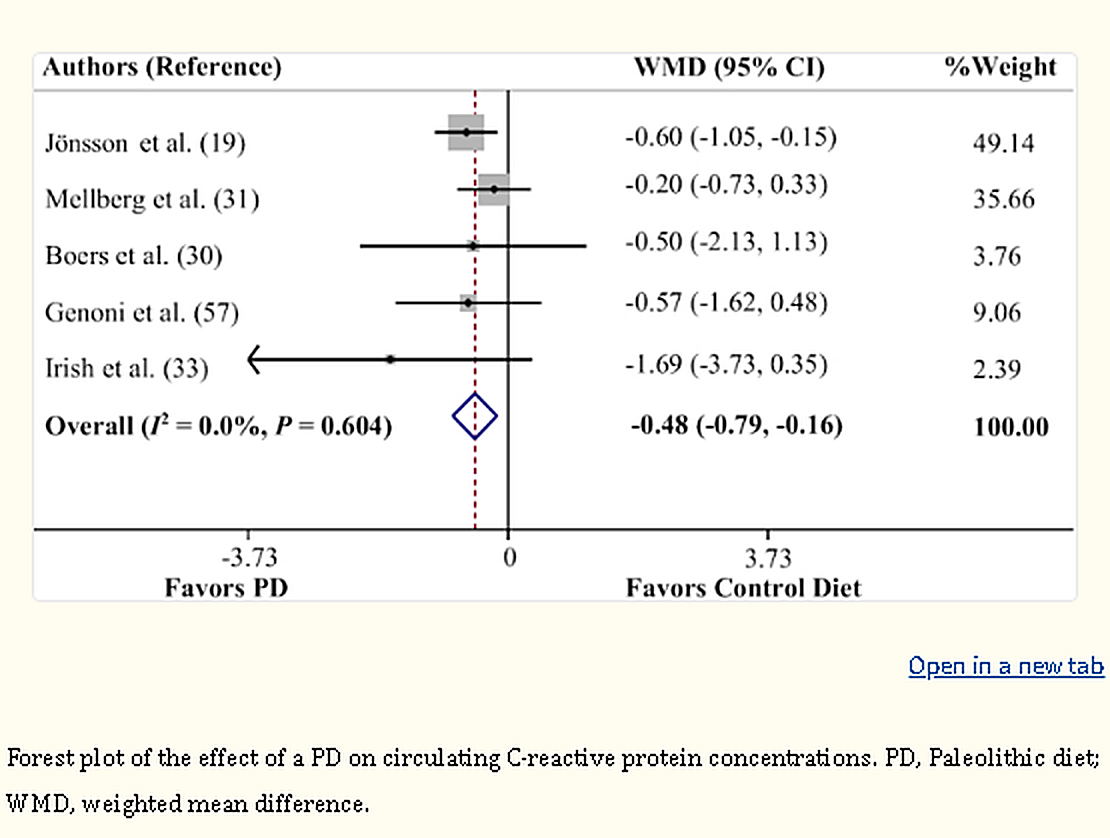 Authors (Reference) WMD (95% CI) %Weight
Jönsson et al. (19) -0.60 (-1.05, -0.15) 49.14
Mellberg et al. (31) -0.20 (-0.73, 0.33) 35.66
Boers et al. (30) -0.50 (-2.13, 1.13) 3.76
Genoni et al. (57) -0.57 (-1.62, 0.48) 9.06
Irish et al. (33) -1.69 (-3.73, 0.35) 2.39
Overall (I² = 0.0%, P = 0.604) -0.48 (-0.79, -0.16) 100.00
-3.73 0 3.73
Favors PD Favors Control Diet
Open in a new tab
Forest plot of the effect of a PD on circulating C-reactive protein concentrations. PD, Paleolithic diet;
WMD, weighted mean difference.